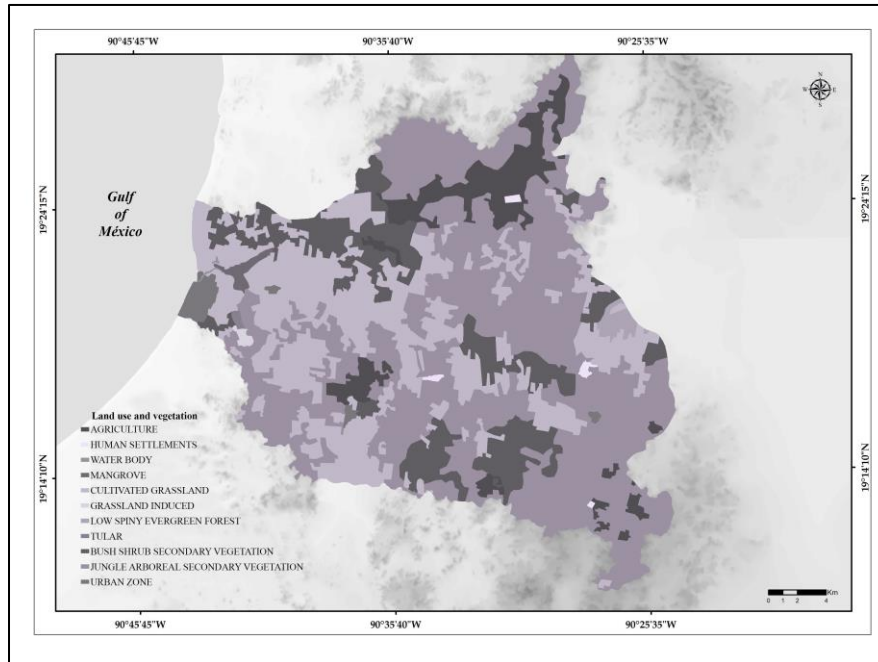 90°45'45"W 90°35'40"W 90°25'35"W
N
W E
S
19°24'15"N 19°24'15"N
Gulf
of
México
Land use and vegetation
AGRICULTURE
HUMAN SETTLEMENTS
WATER BODY
MANGROVE
CULTIVATED GRASSLAND
GRASSLAND INDUCED
LOW SPINY EVERGREEN FOREST
TULAR
BUSH SHRUB SECONDARY VEGETATION
JUNGLE ARBOREAL SECONDARY VEGETATION
URBAN ZONE
19°14'10"N 19°14'10"N
Km
0 1 2 4
90°45'45"W 90°35'40"W 90°25'35"W